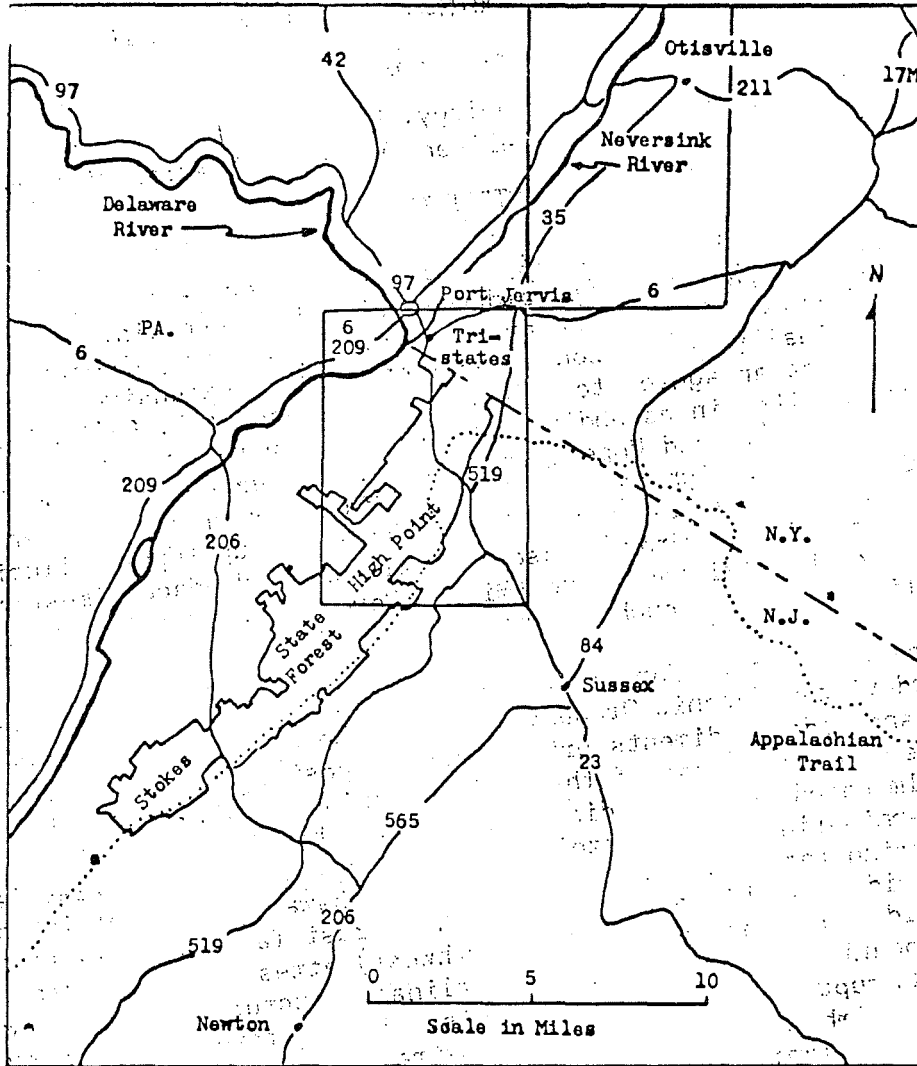 42
Otisville
17M
97
211
Neversink
River
Delaware
River
35
N
97
Port Jervis
6
PA.
6
209
Tri-
states
6
519
209
High Point
N.Y.
206
N.J.
State
Forest
84
Sussex
Appalachian
Trail
Stokes
23
565
206
519
0 5 10
Newton
Scale in Miles